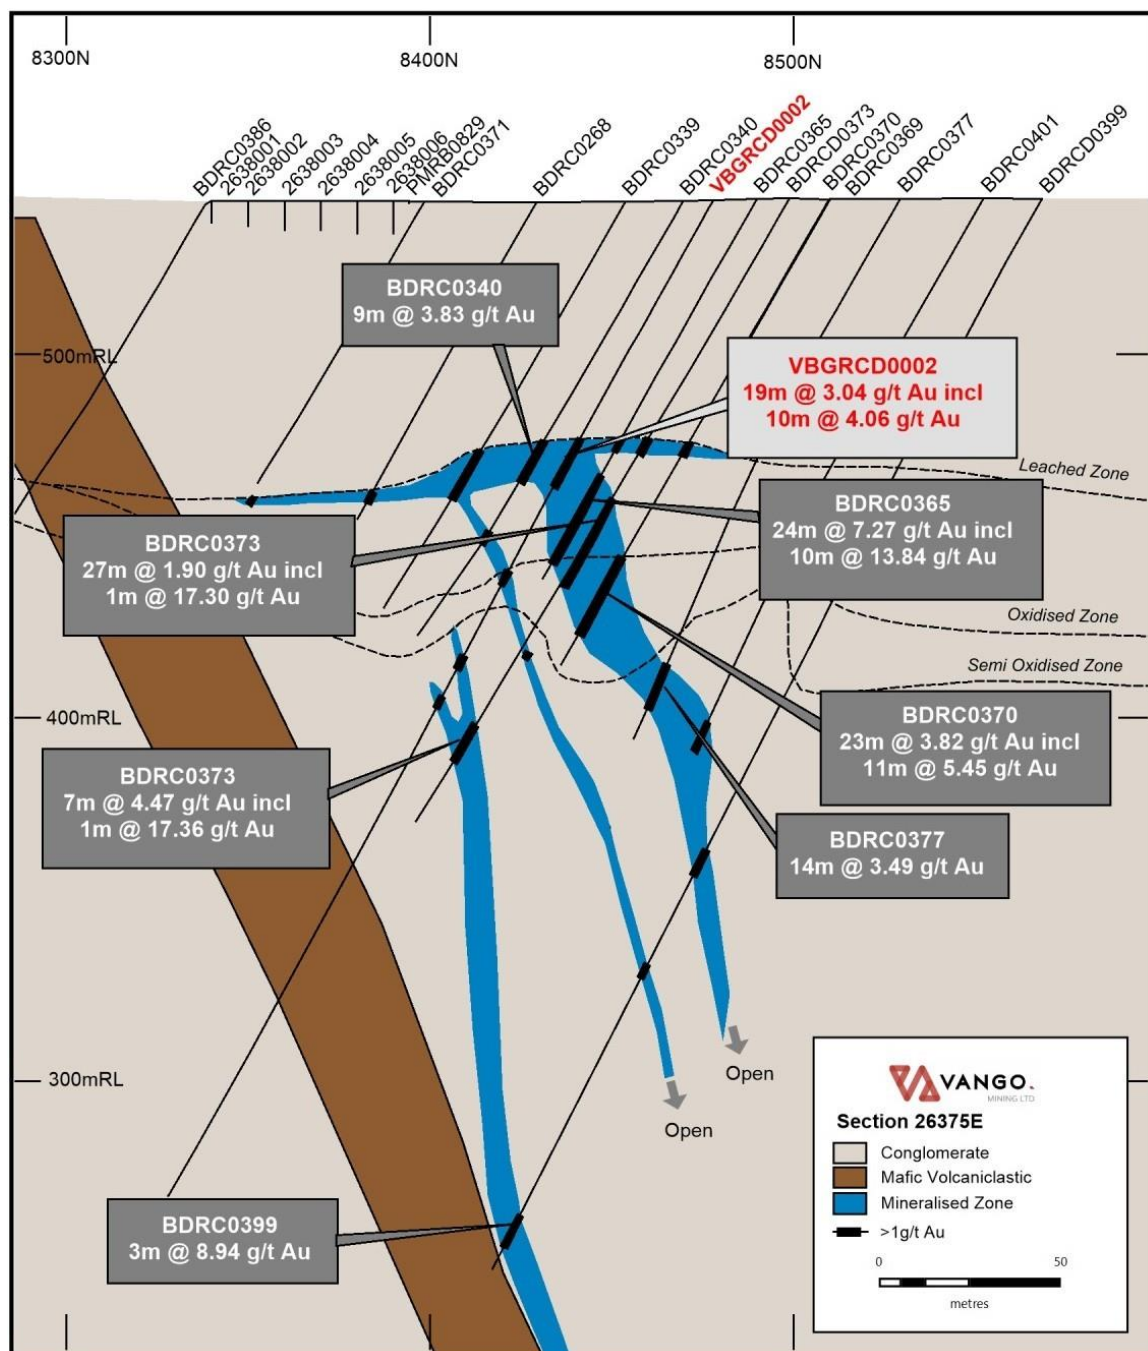 8300N
8400N
8500N
BDRC0386
2638001
2638002
2638003
2638004
2638005
2638006
PMRB0829
BDRC0371
BDRC0268
BDRC0339
BDRC0340
VBGRCD0002
BDRC0365
BDRCD0373
BDRC0370
BDRC0369
BDRC0377
BDRC0401
BDRCD0399
BDRC0340
9m @ 3.83 g/t Au
500mRL
VBGRCD0002
19m @ 3.04 g/t Au incl
10m @ 4.06 g/t Au
Leached Zone
BDRC0365
24m @ 7.27 g/t Au incl
10m @ 13.84 g/t Au
BDRC0373
27m @ 1.90 g/t Au incl
1m @ 17.30 g/t Au
Oxidised Zone
Semi Oxidised Zone
400mRL
BDRC0370
23m @ 3.82 g/t Au incl
11m @ 5.45 g/t Au
BDRC0373
7m @ 4.47 g/t Au incl
1m @ 17.36 g/t Au
BDRC0377
14m @ 3.49 g/t Au
300mRL
Open
Open
BDRC0399
3m @ 8.94 g/t Au
VANGO.
MINING LTD
Section 26375E
Conglomerate
Mafic Volcaniclastic
Mineralised Zone
>1g/t Au
0 50
metres